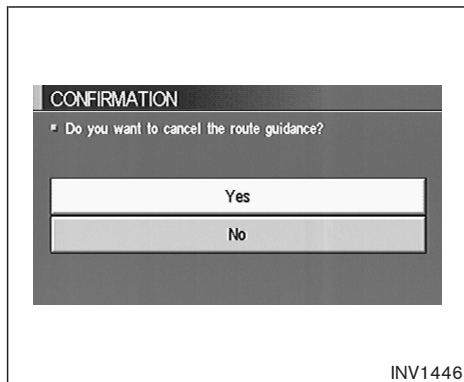 CONFIRMATION
▪ Do you want to cancel the route guidance?
Yes
No
INV1446